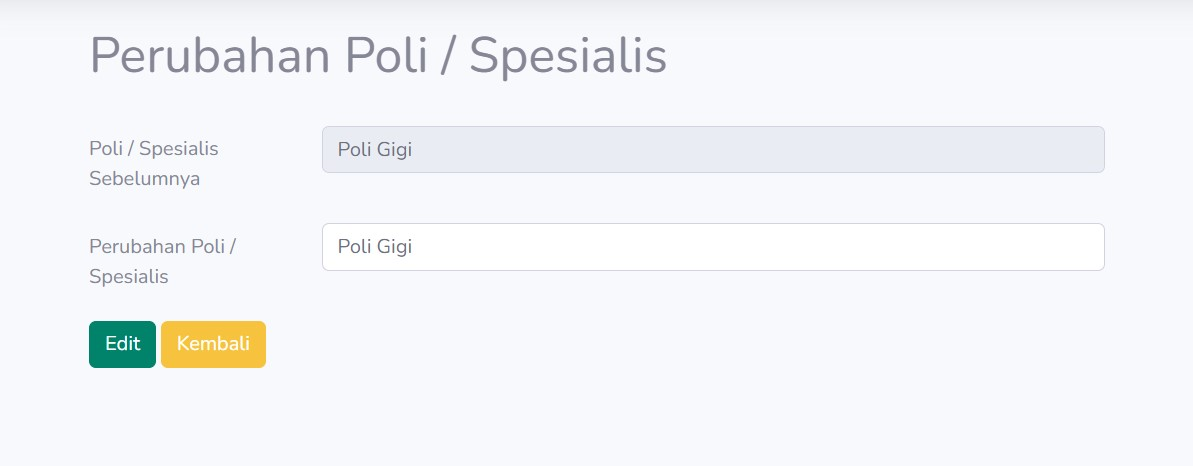 Perubahan Poli / Spesialis
Poli / Spesialis
Sebelumnya
Poli Gigi
Perubahan Poli /
Spesialis
Poli Gigi
Edit
Kembali